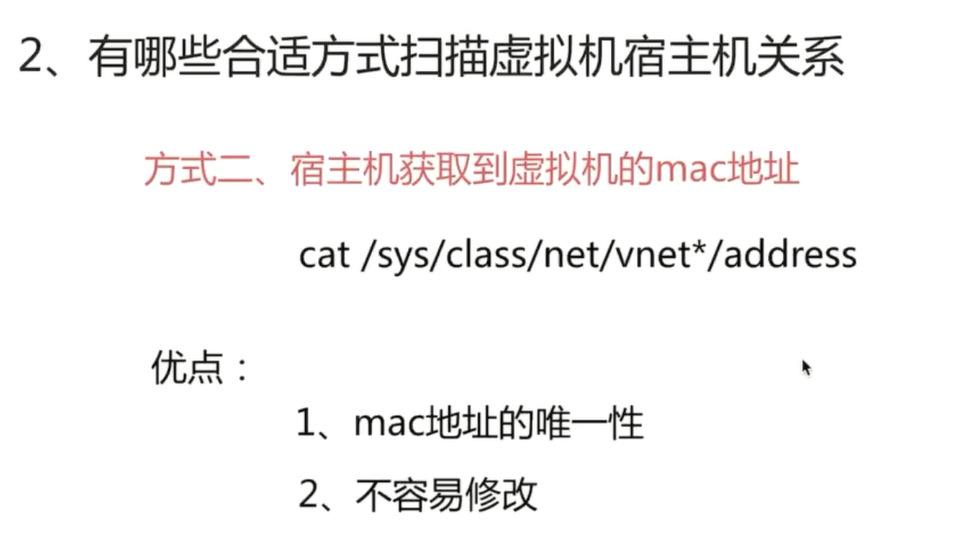 2、有哪些合适方式扫描虚拟机宿主机关系
方式二、宿主机获取到虚拟机的mac地址
cat /sys/class/net/vnet*/address
优点：
1、mac地址的唯一性
2、不容易修改